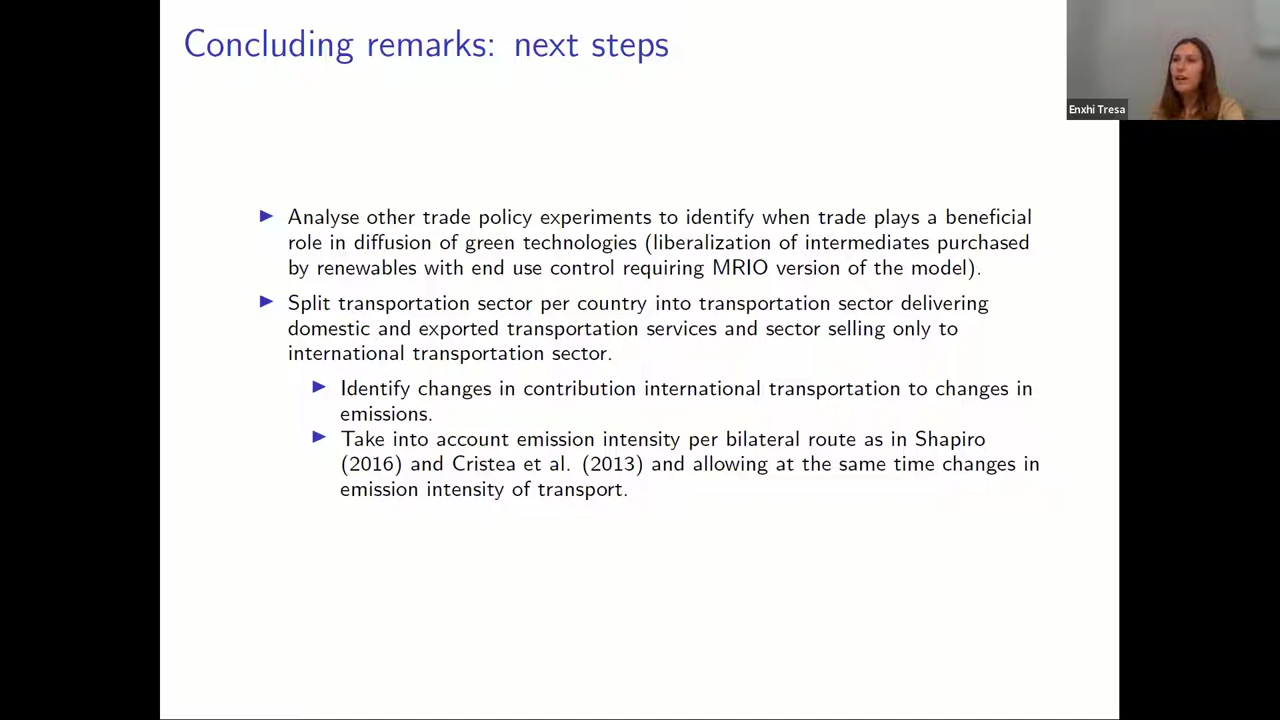 Concluding remarks: next steps
Enxhi Tresa
▶ Analyse other trade policy experiments to identify when trade plays a beneficial
role in diffusion of green technologies (liberalization of intermediates purchased
by renewables with end use control requiring MRIO version of the model).
▶ Split transportation sector per country into transportation sector delivering
domestic and exported transportation services and sector selling only to
international transportation sector.
▶ Identify changes in contribution international transportation to changes in
emissions.
▶ Take into account emission intensity per bilateral route as in Shapiro
(2016) and Cristea et al. (2013) and allowing at the same time changes in
emission intensity of transport.